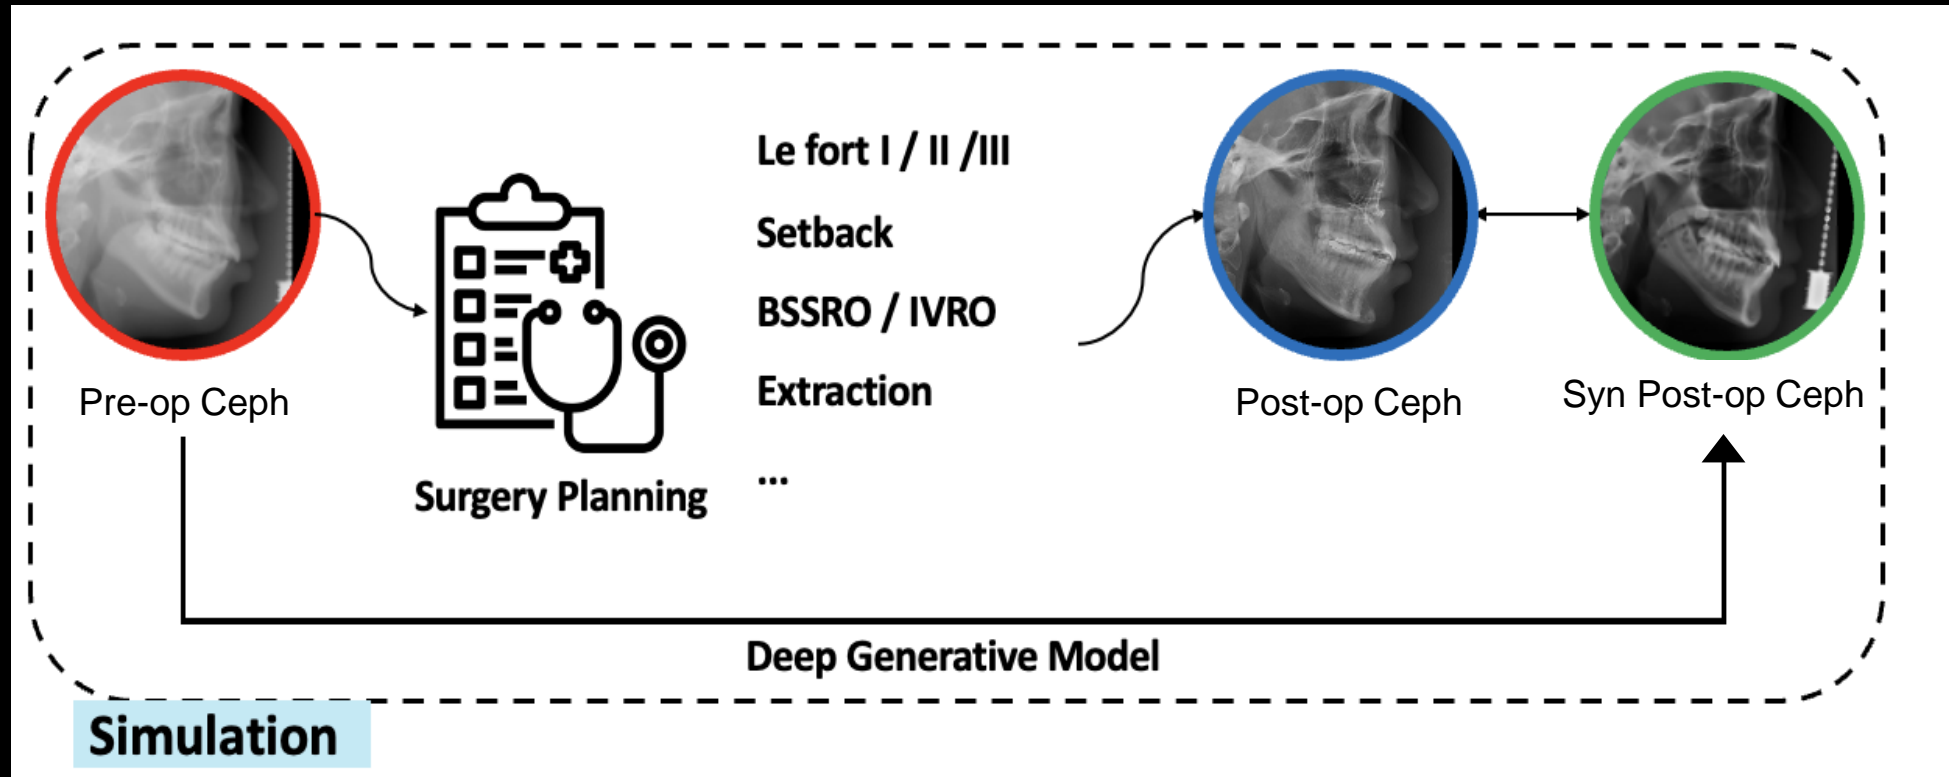 Pre-op Ceph
Surgery Planning
Le fort I / II /III
Setback
BSSRO / IVRO
Extraction
...
Post-op Ceph
Syn Post-op Ceph
Deep Generative Model
Simulation